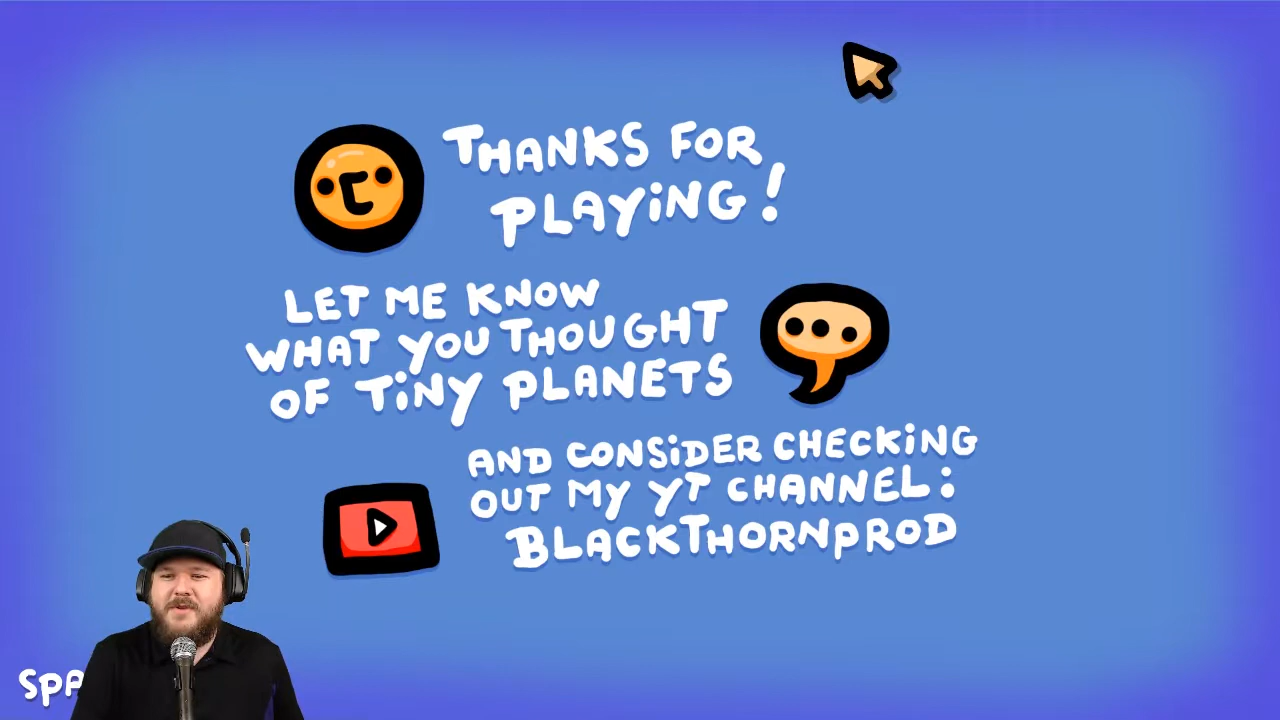 THANKS FOR
PLAYiNG!
LET ME KNOW
WHAT YOU THOUGHT
OF TiNY PLANETS
AND CONSiDER CHECKiNG
OUT MY YT CHANNEL:
BLACKTHORNPROD